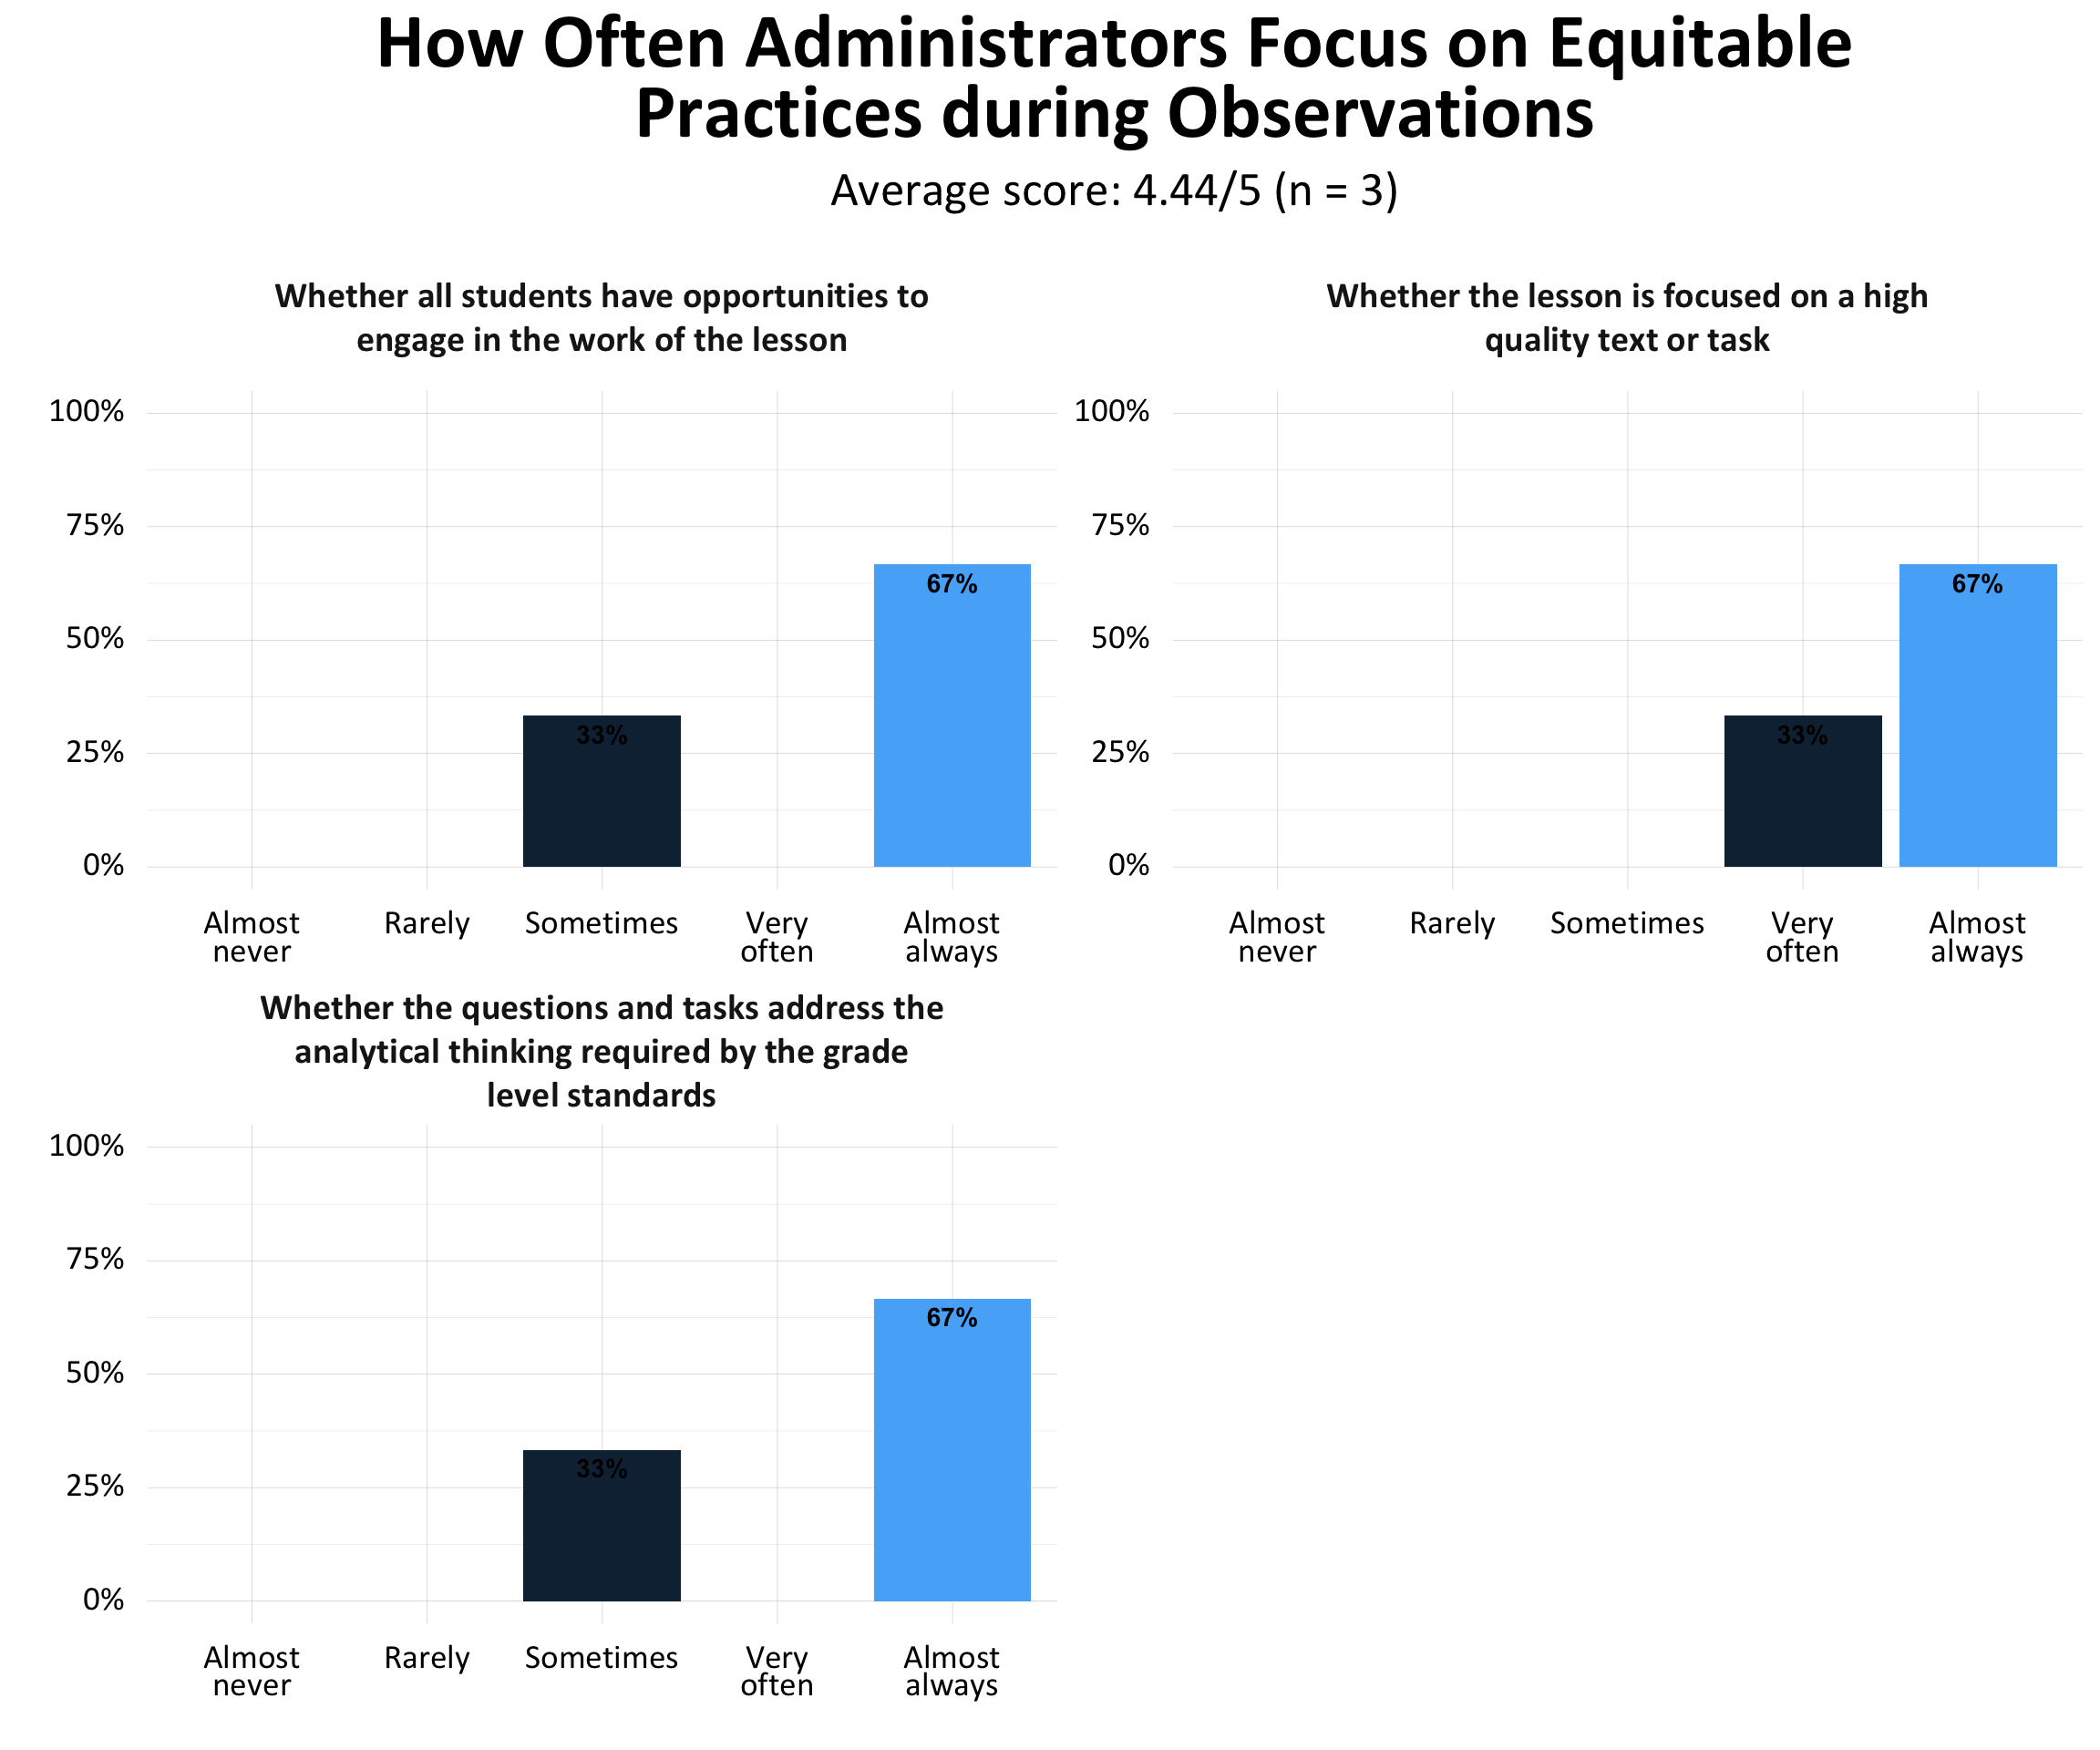 How Often Administrators Focus on Equitable
Practices during Observations
Average score: 4.44/5 (n = 3)
Whether all students have opportunities to
engage in the work of the lesson
100%
75%
50%
25%
0%
67%
33%
Almost
never
Rarely
Sometimes
Very
often
Almost
always
Whether the lesson is focused on a high
quality text or task
100%
75%
50%
25%
0%
67%
33%
Almost
never
Rarely
Sometimes
Very
often
Almost
always
Whether the questions and tasks address the
analytical thinking required by the grade
level standards
100%
75%
50%
25%
0%
67%
33%
Almost
never
Rarely
Sometimes
Very
often
Almost
always